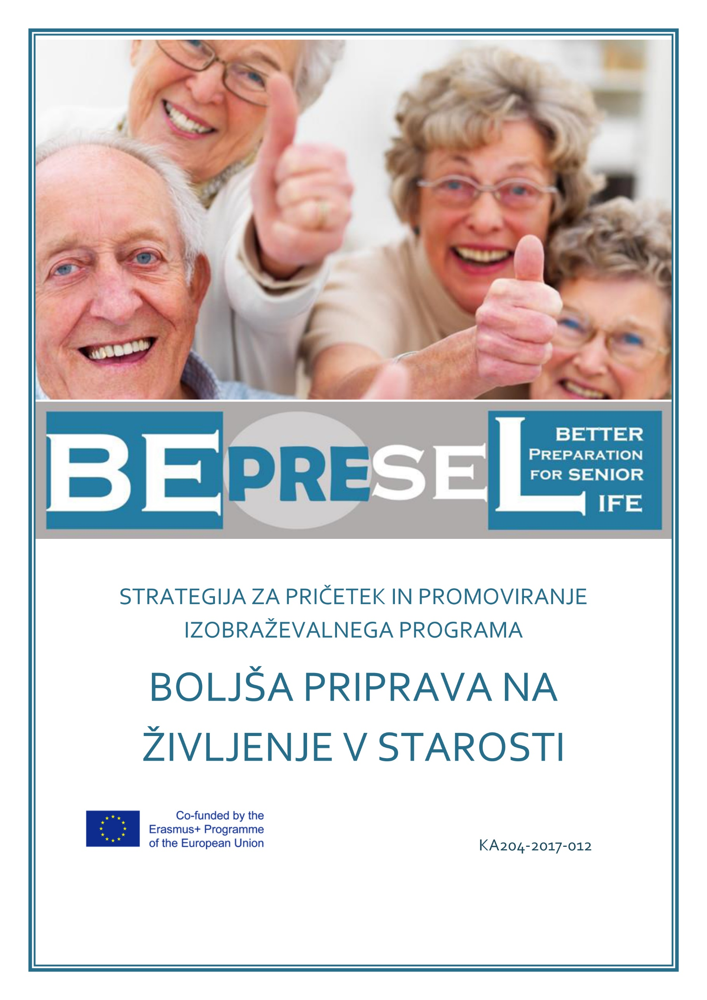 BEPRESEL
BETTER
PREPARATION
FOR SENIOR
IFE
STRATEGIJA ZA PRIČETEK IN PROMOVIRANJE
IZOBRAŽEVALNEGA PROGRAMA
BOLJŠA PRIPRAVA NA
ŽIVLJENJE V STAROSTI
Co-funded by the
Erasmus+ Programme
of the European Union
KA204-2017-012